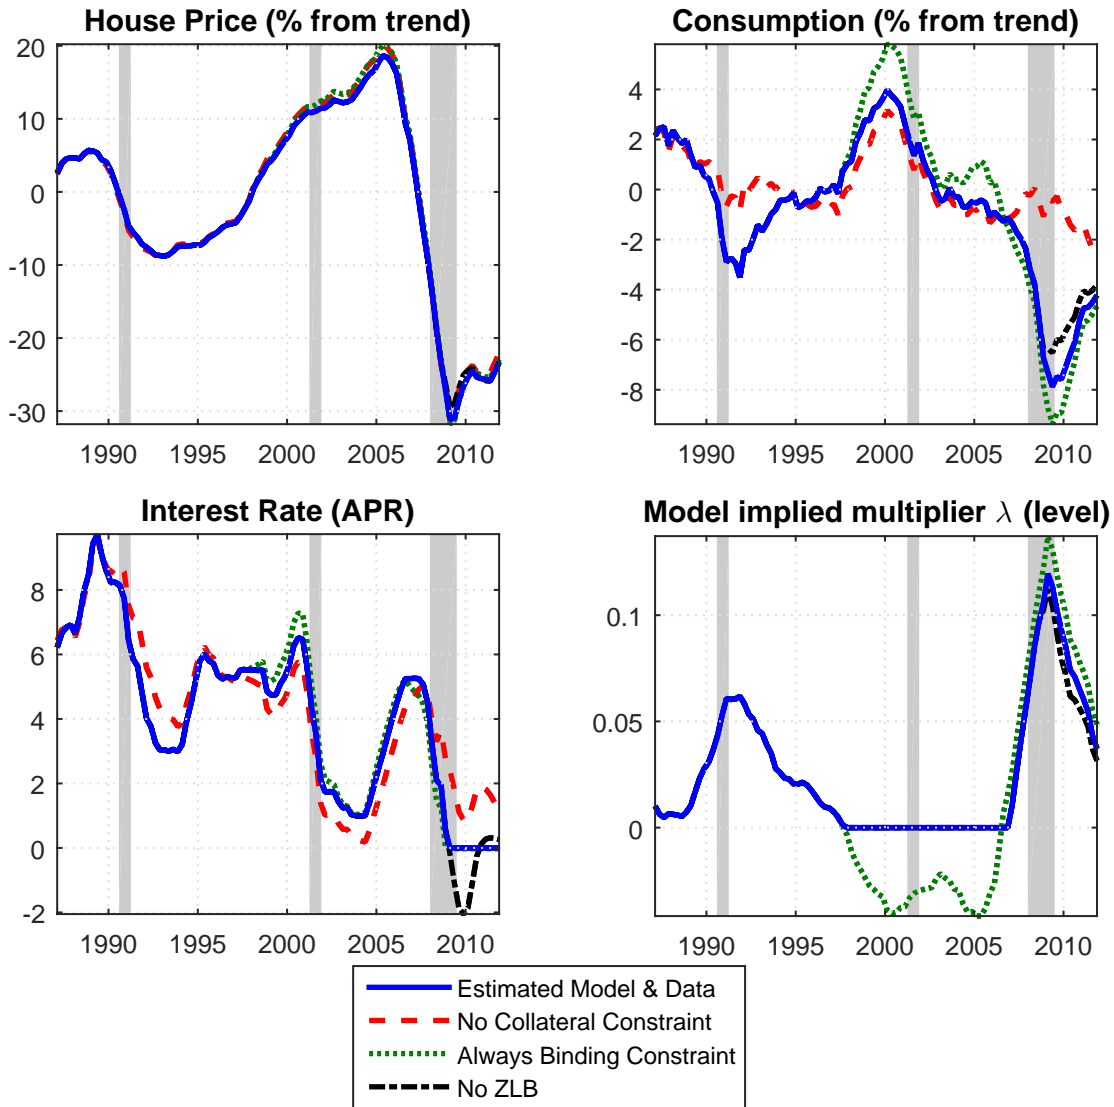 House Price (% from trend)
20
10
0
-10
-20
-30
1990 1995 2000 2005 2010
Consumption (% from trend)
4
2
0
-2
-4
-6
-8
1990 1995 2000 2005 2010
Interest Rate (APR)
8
6
4
2
0
-2
1990 1995 2000 2005 2010
Model implied multiplier λ (level)
0.1
0.05
0
1990 1995 2000 2005 2010
Estimated Model & Data
No Collateral Constraint
Always Binding Constraint
No ZLB